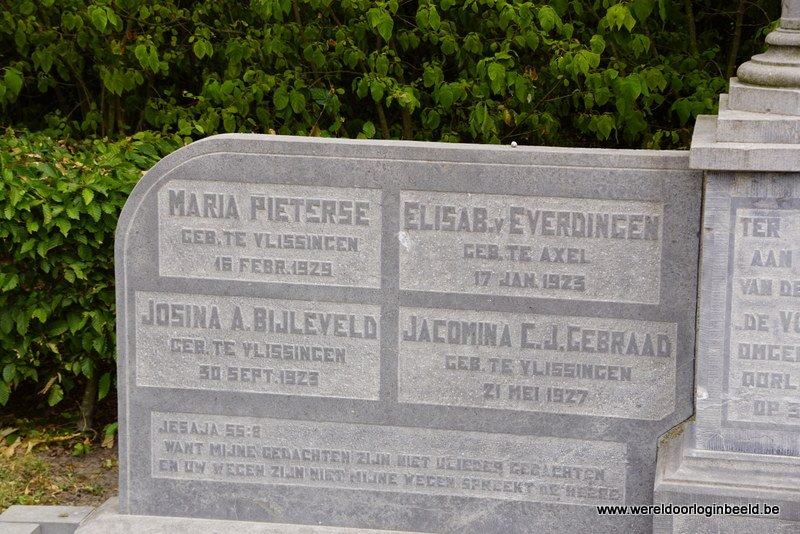 MARIA PIETERSE
GEB. TE VLISSINGEN
16 FEBR. 1925
ELISAB. v EVERDINGEN
GEB. TE AXEL
17 JAN. 1923
JOSINA A. BIJLEVELD
GEB. TE VLISSINGEN
30 SEPT. 1923
JACOMINA C. J. GEBRAAD
GEB. TE VLISSINGEN
21 MEI 1927
JESAJA 55:8
WANT MIJNE GEDACHTEN ZIJN NIET ULIEDER GEDACHTEN
EN UW WEGEN ZIJN NIET MIJNE WEGEN SPREEKT DE HEERE
TER
AAN
VAN DE
DE VO
OMGE
OORL
OP S
www.wereldoorloginbeeld.be